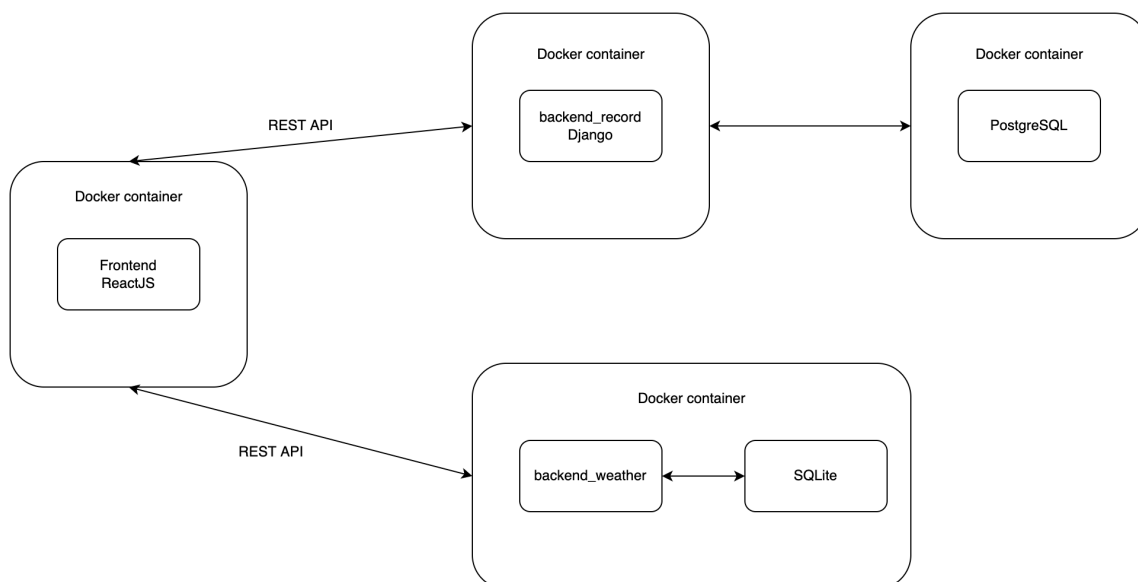 Docker container
backend_record
Django
Docker container
PostgreSQL
REST API
Docker container
Frontend
ReactJS
REST API
Docker container
backend_weather
SQLite